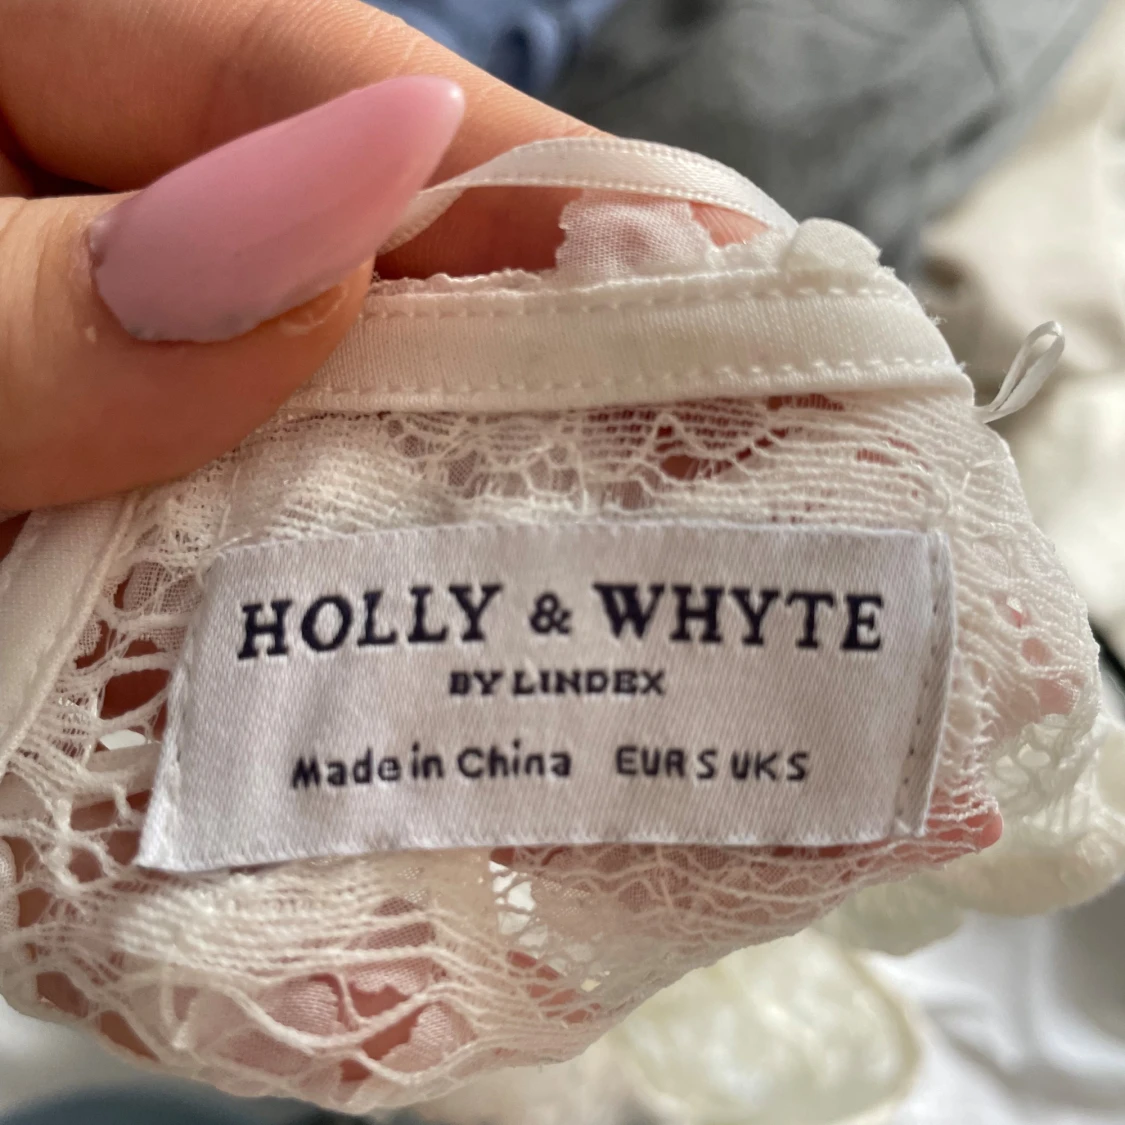 HOLLY & WHYTE
BY LINDEX
Made in China EUR S UK S